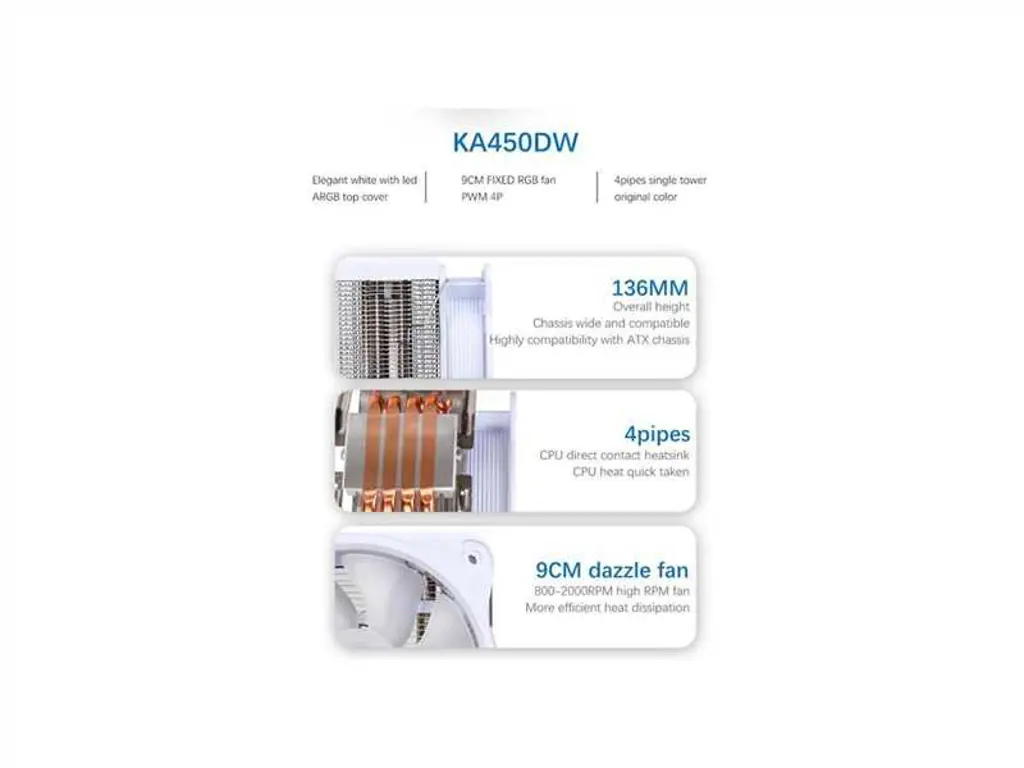 KA450DW
Elegant white with led
ARGB top cover
9CM FIXED RGB fan
PWM 4P
4pipes single tower
original color
136MM
Overall height
Chassis wide and compatible
Highly compatibility with ATX chassis
4pipes
CPU direct contact heatsink
CPU heat quick taken
9CM dazzle fan
800-2000RPM high RPM fan
More efficient heat dissipation